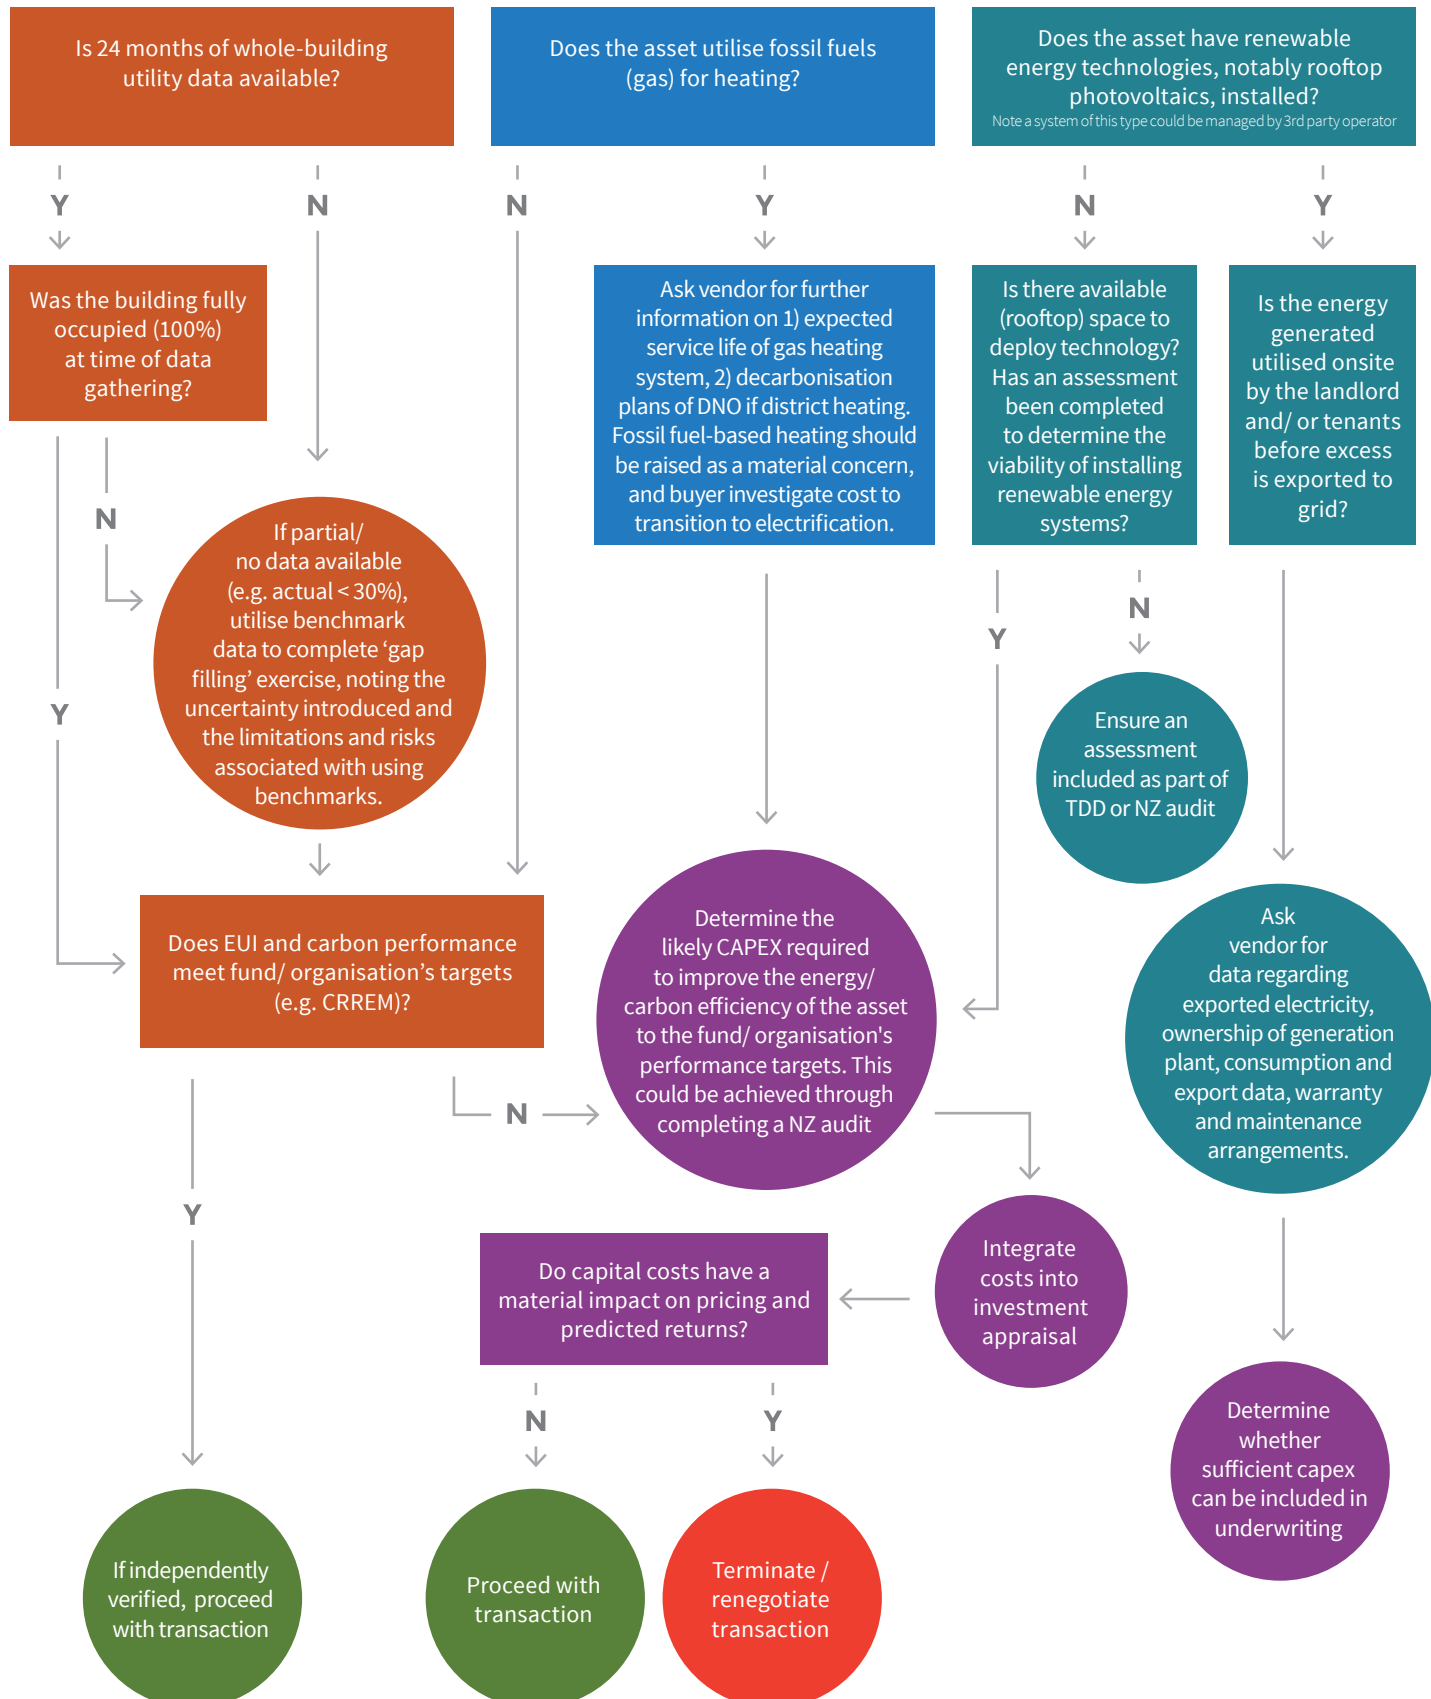 Is 24 months of whole-building
utility data available?
Does the asset utilise fossil fuels
(gas) for heating?
Does the asset have renewable
energy technologies, notably rooftop
photovoltaics, installed?
Note a system of this type could be managed by 3rd party operator
Y
N
N
Y
N
Y
Was the building fully
occupied (100%)
at time of data
gathering?
Ask vendor for further
information on 1) expected
service life of gas heating
system, 2) decarbonisation
plans of DNO if district heating.
Fossil fuel-based heating should
be raised as a material concern,
and buyer investigate cost to
transition to electrification.
Is there available
(rooftop) space to
deploy technology?
Has an assessment
been completed
to determine the
viability of installing
renewable energy
systems?
Is the energy
generated
utilised onsite
by the landlord
and/ or tenants
before excess
is exported to
grid?
N
Y
If partial/
no data available
(e.g. actual < 30%),
utilise benchmark
data to complete ‘gap
filling’ exercise, noting the
uncertainty introduced and
the limitations and risks
associated with using
benchmarks.
Y
N
Ensure an
assessment
included as part of
TDD or NZ audit
Does EUI and carbon performance
meet fund/ organisation’s targets
(e.g. CRREM)?
Determine the
likely CAPEX required
to improve the energy/
carbon efficiency of the asset
to the fund/ organisation's
performance targets. This
could be achieved through
completing a NZ audit
Ask
vendor for
data regarding
exported electricity,
ownership of generation
plant, consumption and
export data, warranty
and maintenance
arrangements.
N
Y
Do capital costs have a
material impact on pricing and
predicted returns?
Integrate
costs into
investment
appraisal
N
Y
Determine
whether
sufficient capex
can be included in
underwriting
If independently
verified, proceed
with transaction
Proceed with
transaction
Terminate /
renegotiate
transaction